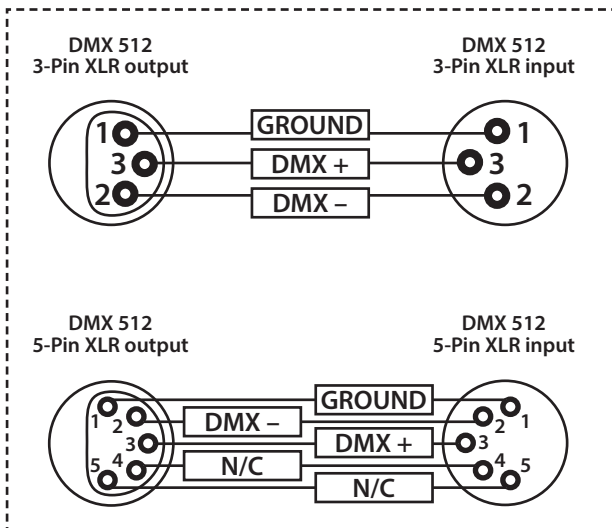 DMX 512
3-Pin XLR output
DMX 512
3-Pin XLR input
1 GROUND 1
3 DMX + 3
2 DMX – 2
DMX 512
5-Pin XLR output
DMX 512
5-Pin XLR input
1 GROUND 1
2 DMX – 2
3 DMX + 3
4 N/C 4
5 N/C 5